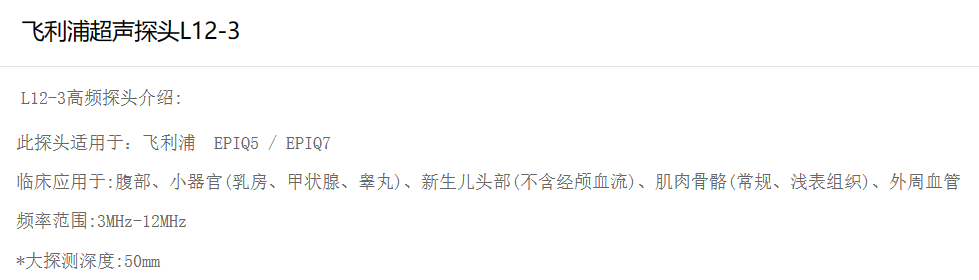 飞利浦超声探头L12-3
L12-3高频探头介绍:
此探头适用于：飞利浦 EPIQ5 / EPIQ7
临床应用于:腹部、小器官(乳房、甲状腺、睾丸)、新生儿头部(不含经颅血流)、肌肉骨骼(常规、浅表组织)、外周血管
频率范围:3MHz-12MHz
*大探测深度:50mm